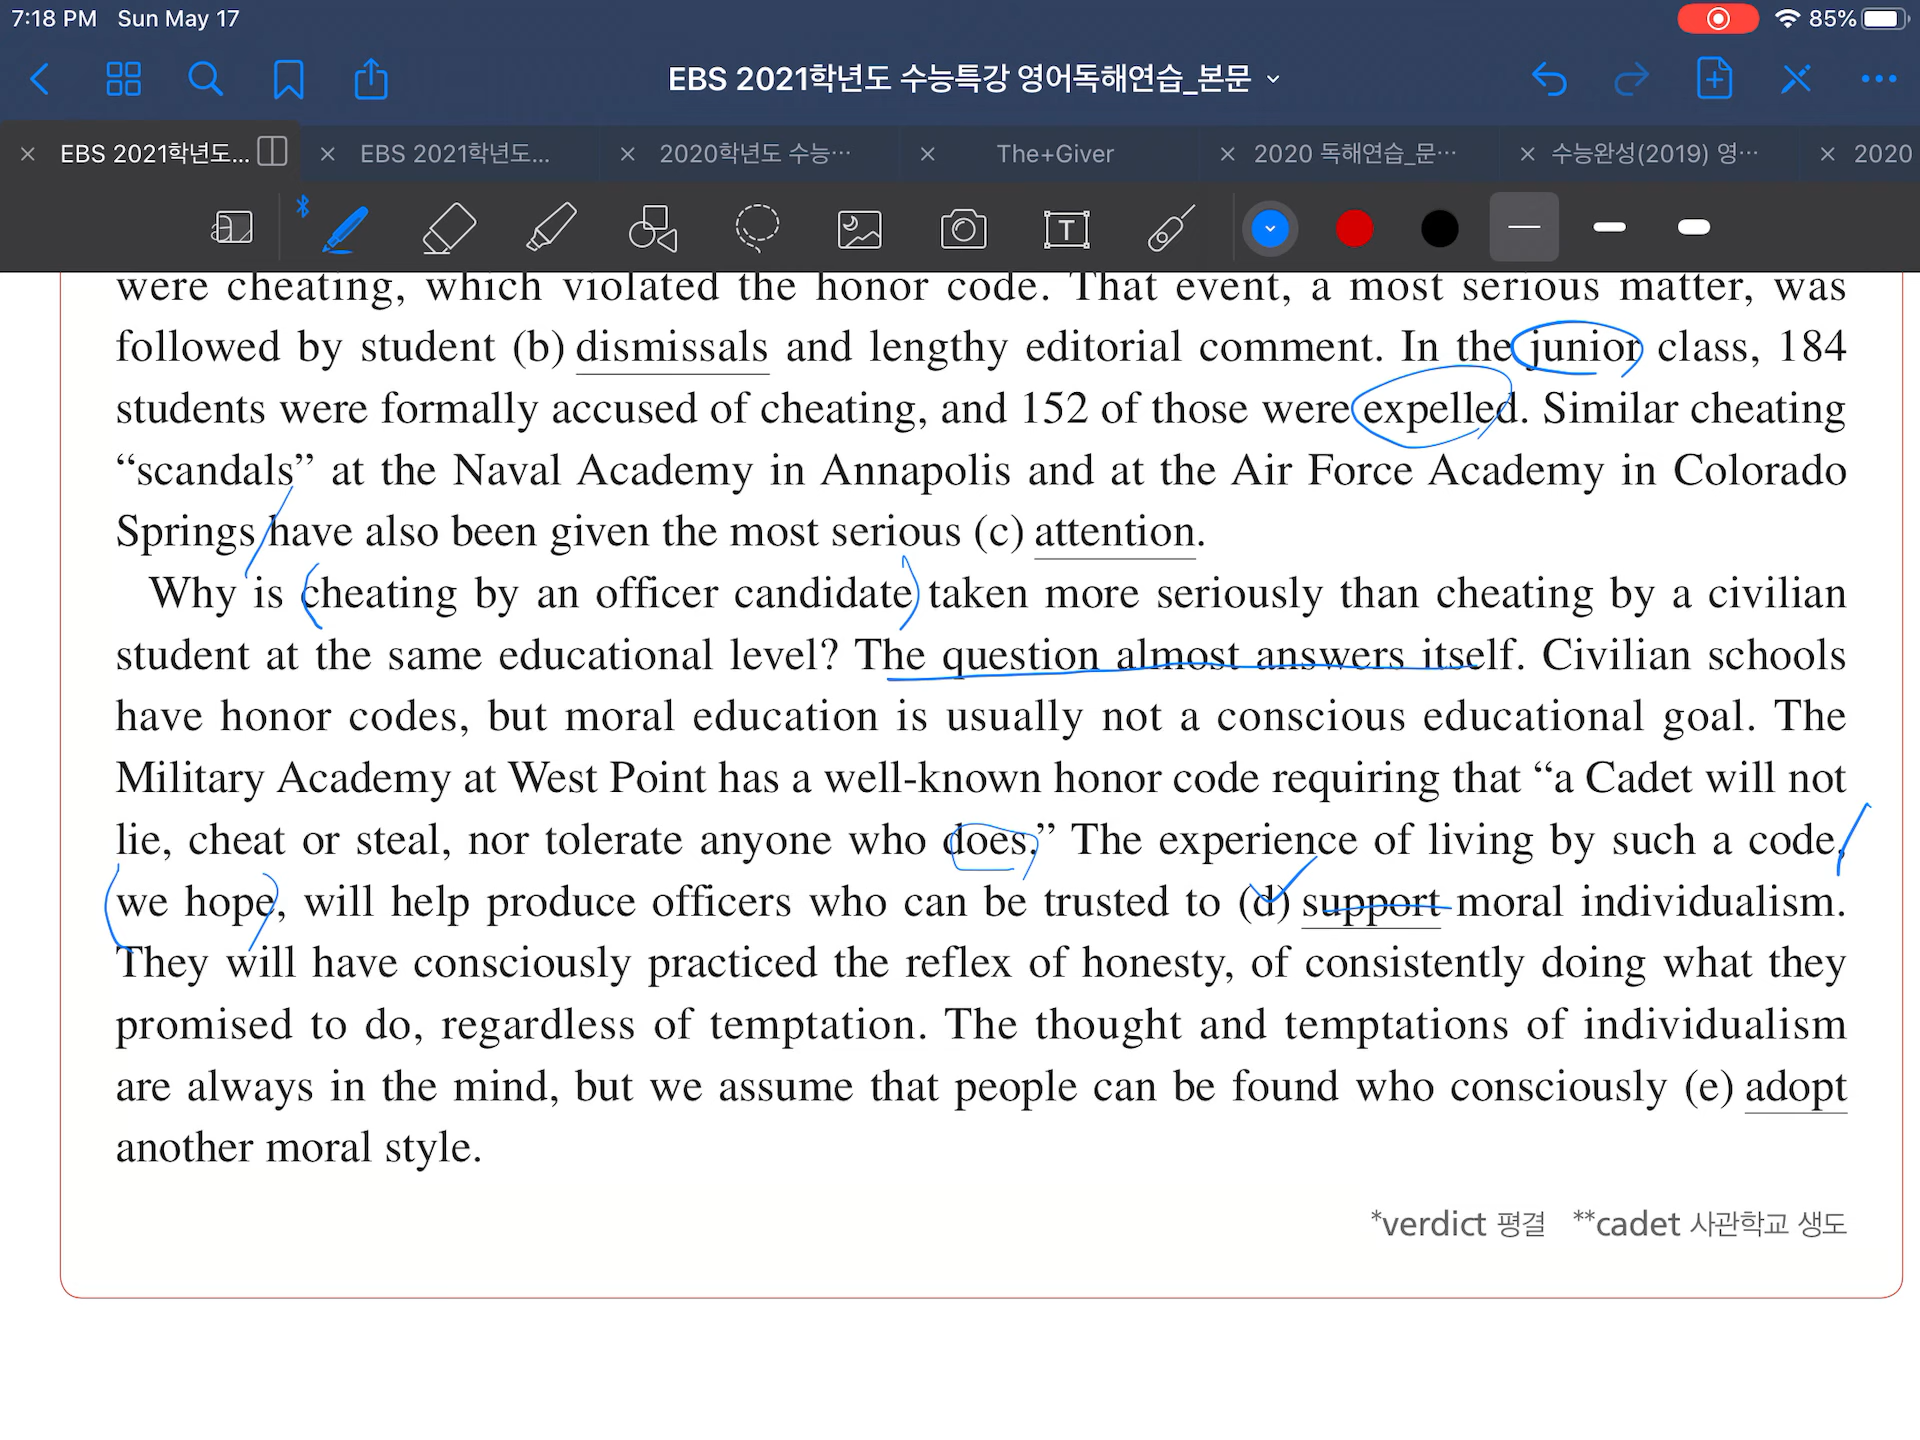 7:18 PM Sun May 17
85%
EBS 2021학년도 수능특강 영어독해연습_본문
EBS 2021학년도...
EBS 2021학년도...
2020학년도 수능···
The+Giver
2020 독해연습_문···
수능완성(2019) 영···
2020
T
were cheating, which violated the honor code. That event, a most serious matter, was
followed by student (b) dismissals and lengthy editorial comment. In the junior class, 184
students were formally accused of cheating, and 152 of those were expelled. Similar cheating
“scandals” at the Naval Academy in Annapolis and at the Air Force Academy in Colorado
Springs have also been given the most serious (c) attention.
Why is cheating by an officer candidate taken more seriously than cheating by a civilian
student at the same educational level? The question almost answers itself. Civilian schools
have honor codes, but moral education is usually not a conscious educational goal. The
Military Academy at West Point has a well-known honor code requiring that “a Cadet will not
lie, cheat or steal, nor tolerate anyone who does.” The experience of living by such a code,
we hope, will help produce officers who can be trusted to (d) support moral individualism.
They will have consciously practiced the reflex of honesty, of consistently doing what they
promised to do, regardless of temptation. The thought and temptations of individualism
are always in the mind, but we assume that people can be found who consciously (e) adopt
another moral style.
*verdict 평결 **cadet 사관학교 생도